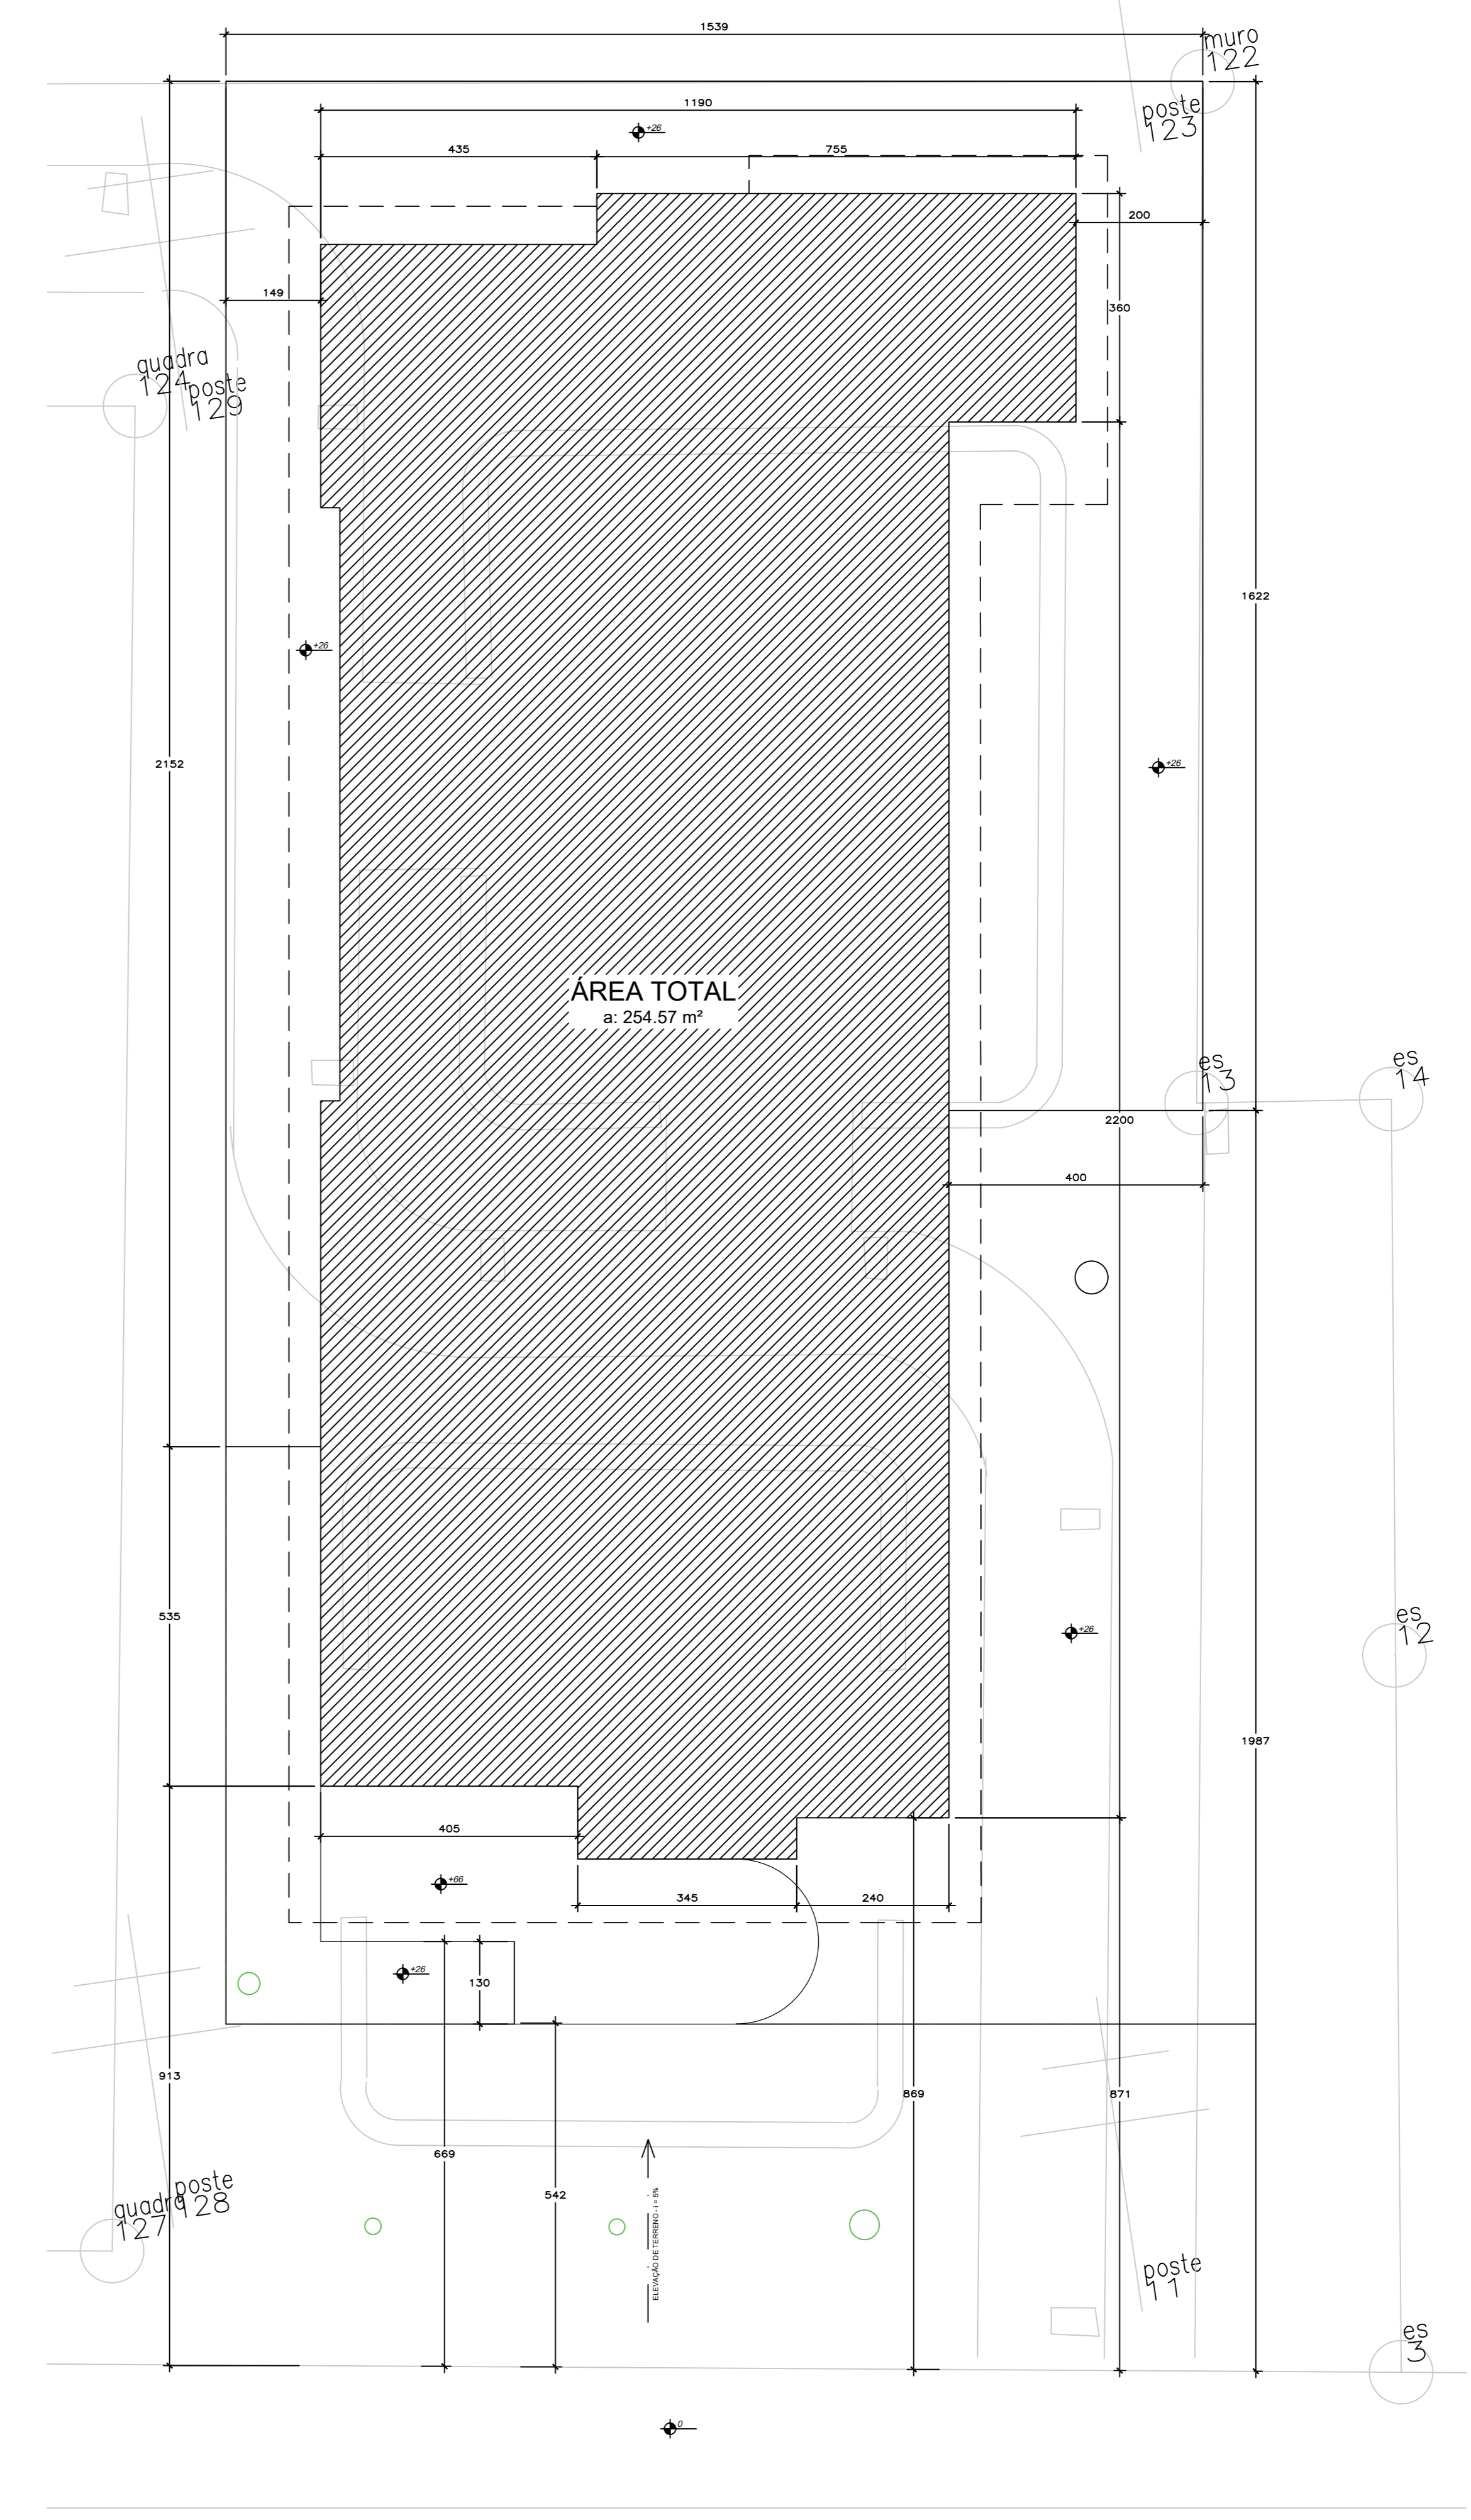 1539
muro
122
1190
poste
123
+26
435
755
200
149
360
quadra
124
poste
129
1622
+26
2152
+26
ÁREA TOTAL
a: 254.57 m²
es
13
es
14
2200
400
535
es
12
+26
1987
405
+66
345
240
+26
130
913
869
871
669
542
quadra
127
poste
128
ELEVAÇÃO DE TERRENO - i = 5%
poste
11
es
3
0